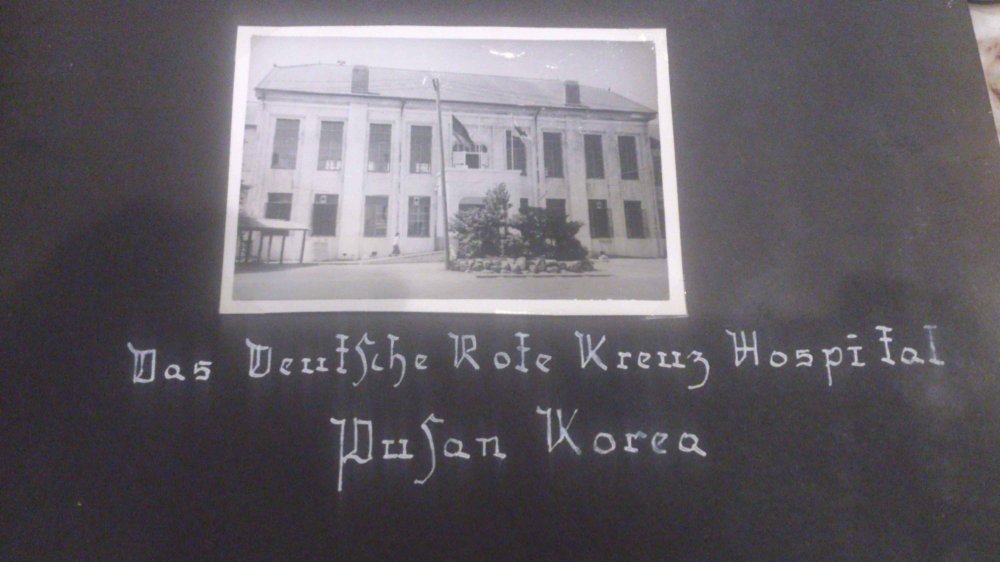 Das Deutſche Rote Kreuz Hospital
Puſan Korea